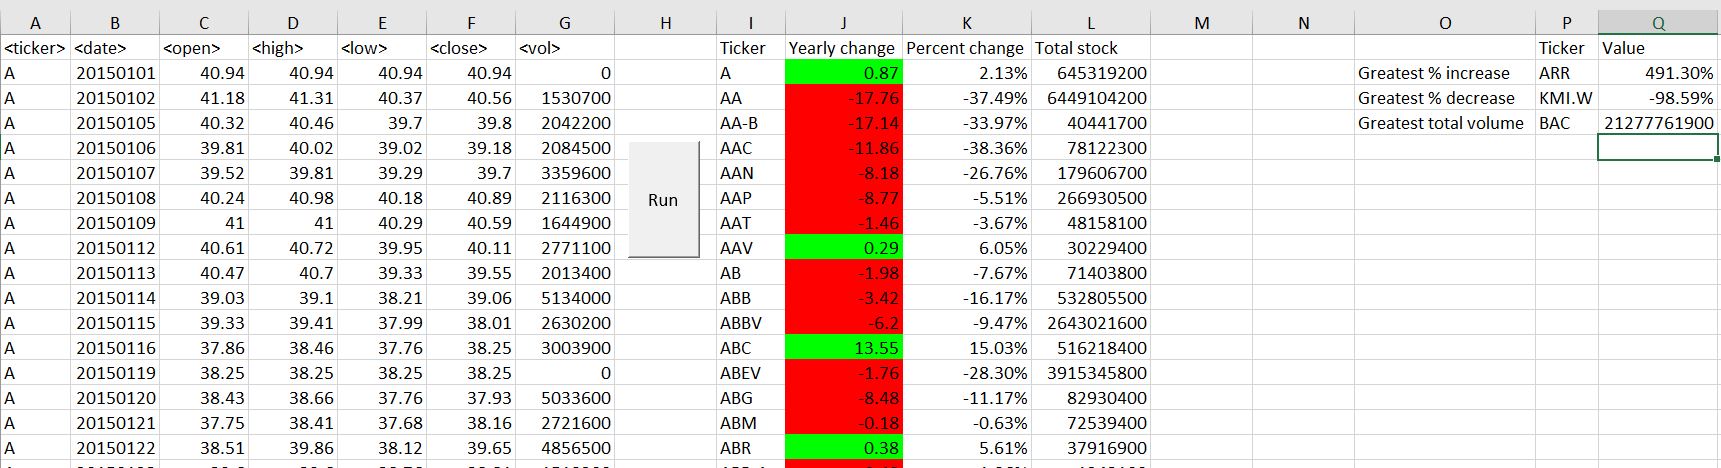 A B C D E F G H I J K L M N O P Q
<ticker> <date> <open> <high> <low> <close> <vol> Ticker Yearly change Percent change Total stock Ticker Value
A 20150101 40.94 40.94 40.94 40.94 0 A 0.87 2.13% 645319200 Greatest % increase ARR 491.30%
A 20150102 41.18 41.31 40.37 40.56 1530700 AA -17.76 -37.49% 6449104200 Greatest % decrease KMI.W -98.59%
A 20150105 40.32 40.46 39.7 39.8 2042200 AA-B -17.14 -33.97% 40441700 Greatest total volume BAC 21277761900
A 20150106 39.81 40.02 39.02 39.18 2084500 AAC -11.86 -38.36% 78122300
A 20150107 39.52 39.81 39.29 39.7 3359600 AAN -8.18 -26.76% 179606700
A 20150108 40.24 40.98 40.18 40.89 2116300 Run AAP -8.77 -5.51% 266930500
A 20150109 41 41 40.29 40.59 1644900 AAT -1.46 -3.67% 48158100
A 20150112 40.61 40.72 39.95 40.11 2771100 AAV 0.29 6.05% 30229400
A 20150113 40.47 40.7 39.33 39.55 2013400 AB -1.98 -7.67% 71403800
A 20150114 39.03 39.1 38.21 39.06 5134000 ABB -3.42 -16.17% 532805500
A 20150115 39.33 39.41 37.99 38.01 2630200 ABBV -6.2 -9.47% 2643021600
A 20150116 37.86 38.46 37.76 38.25 3003900 ABC 13.55 15.03% 516218400
A 20150119 38.25 38.25 38.25 38.25 0 ABEV -1.76 -28.30% 3915345800
A 20150120 38.43 38.66 37.76 37.93 5033600 ABG -8.48 -11.17% 82930400
A 20150121 37.75 38.41 37.68 38.16 2721600 ABM -0.18 -0.63% 72539400
A 20150122 38.51 39.86 38.12 39.65 4856500 ABR 0.38 5.61% 37916900